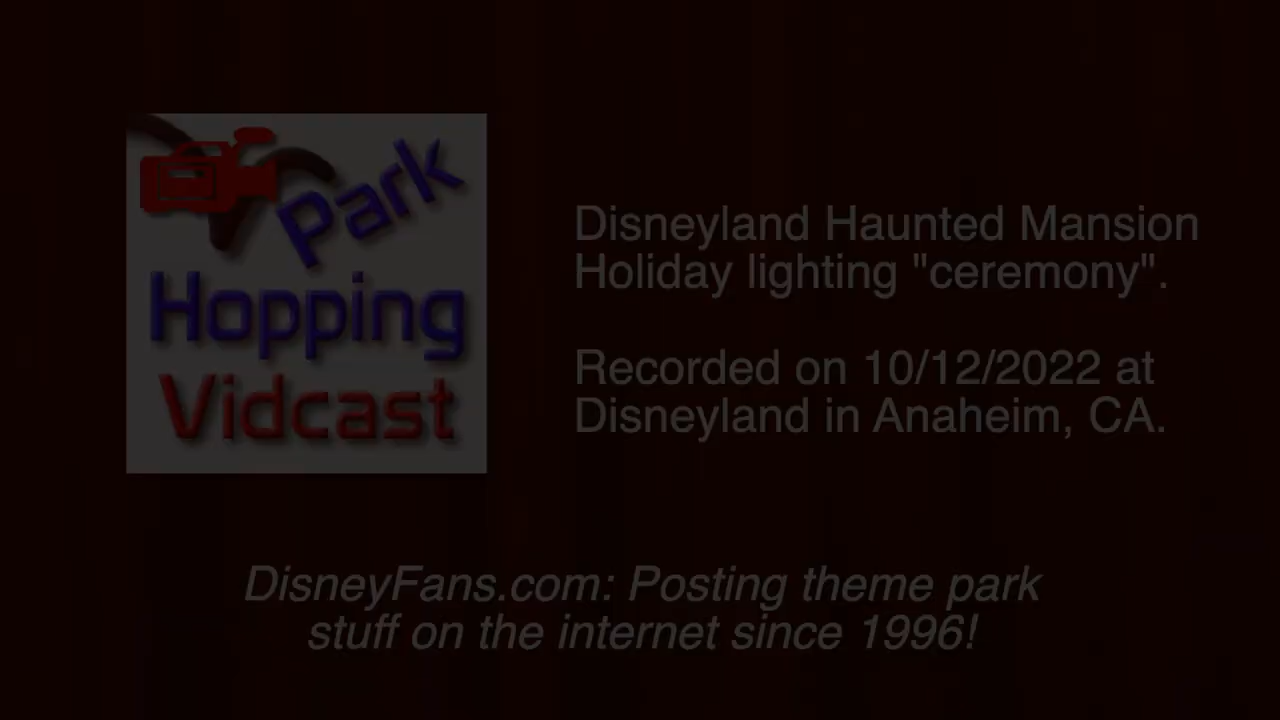 Park
Hopping
Vidcast
Disneyland Haunted Mansion
Holiday lighting "ceremony".
Recorded on 10/12/2022 at
Disneyland in Anaheim, CA.
DisneyFans.com: Posting theme park
stuff on the internet since 1996!